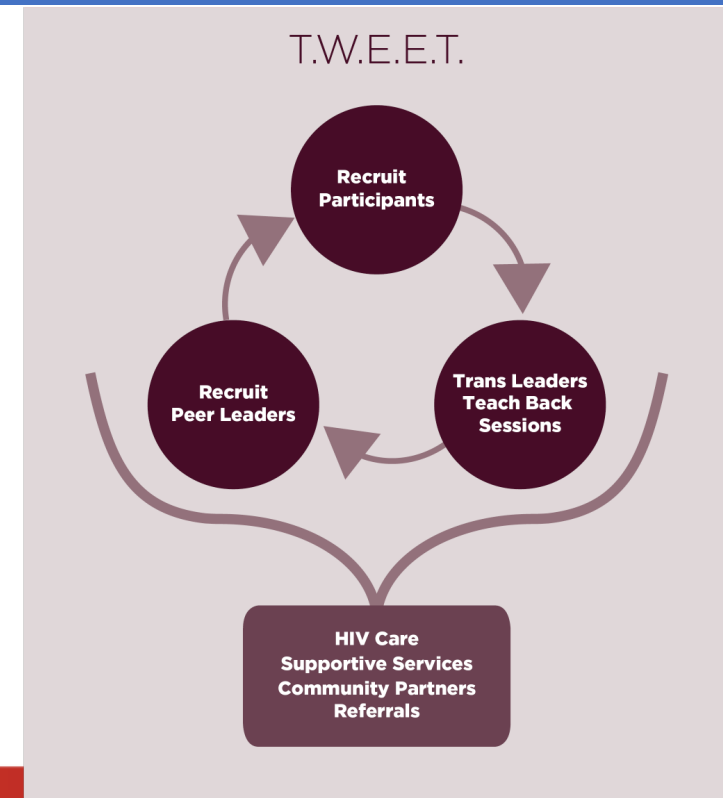 T.W.E.E.T.
Recruit
Participants
Trans Leaders
Teach Back
Sessions
Recruit
Peer Leaders
HIV Care
Supportive Services
Community Partners
Referrals